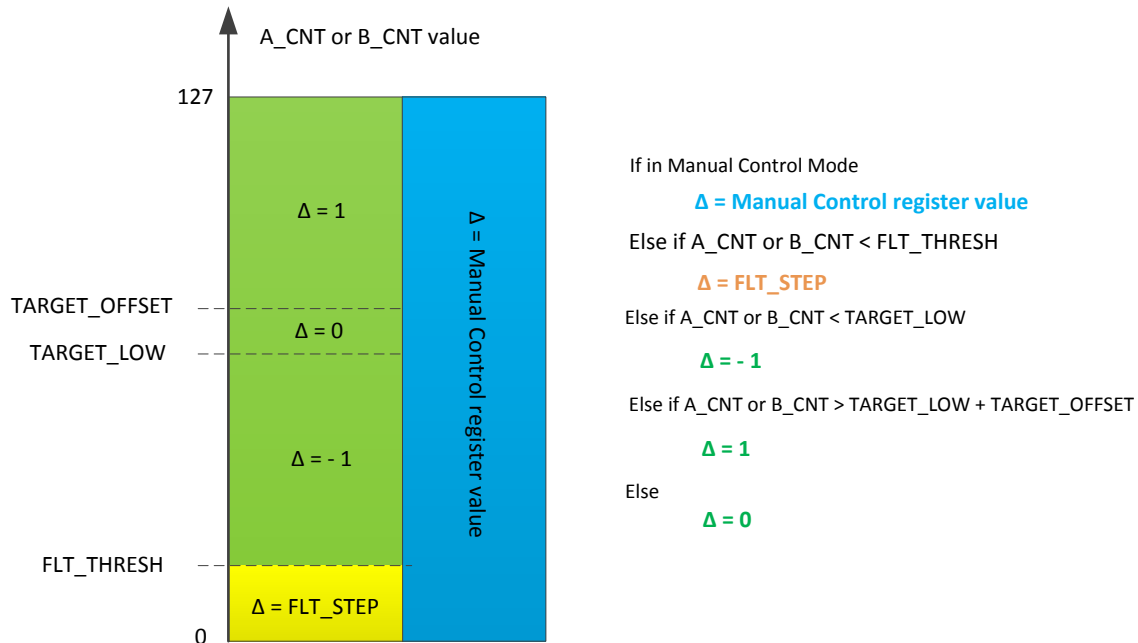 A_CNT or B_CNT value
127
Δ = 1
TARGET_OFFSET
Δ = 0
TARGET_LOW
Δ = - 1
FLT_THRESH
Δ = FLT_STEP
0
Δ = Manual Control register value
If in Manual Control Mode
Δ = Manual Control register value
Else if A_CNT or B_CNT < FLT_THRESH
Δ = FLT_STEP
Else if A_CNT or B_CNT < TARGET_LOW
Δ = - 1
Else if A_CNT or B_CNT > TARGET_LOW + TARGET_OFFSET
Δ = 1
Else
Δ = 0